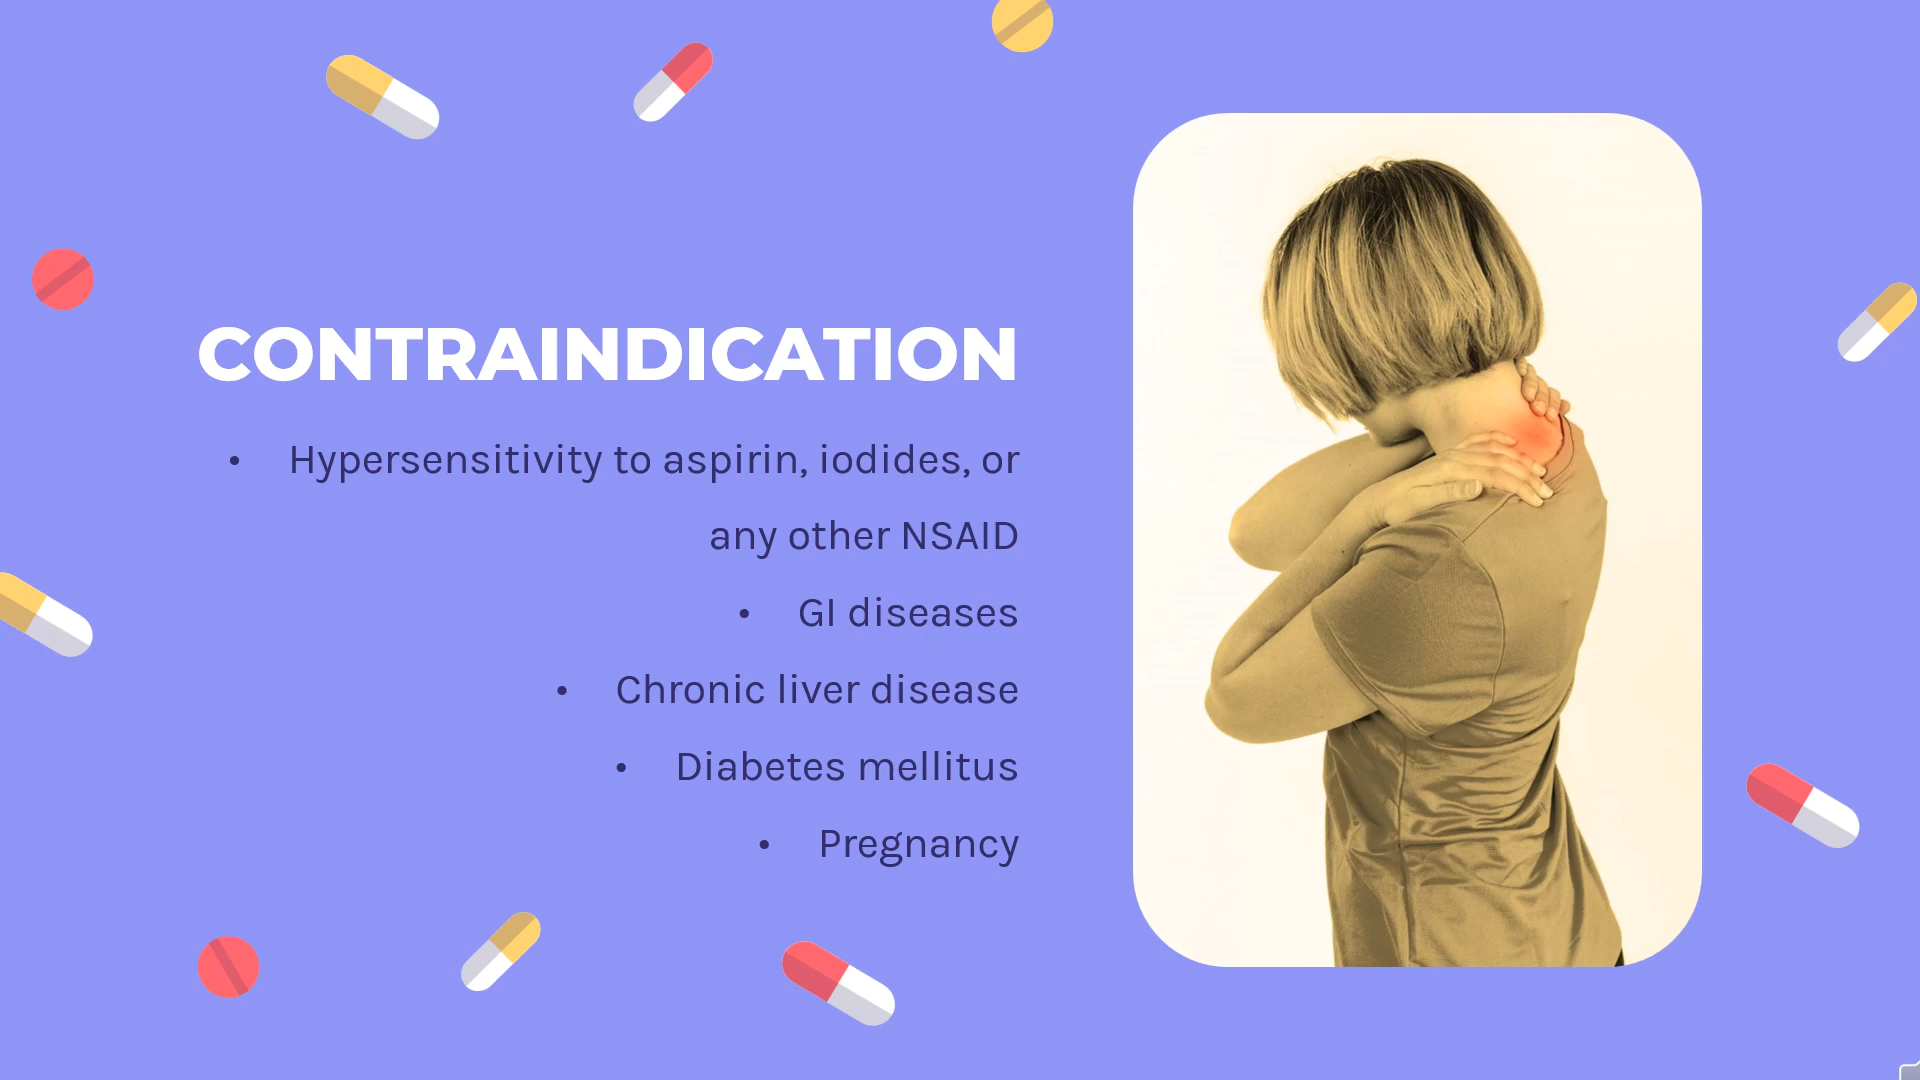 CONTRAINDICATION
• Hypersensitivity to aspirin, iodides, or
any other NSAID
• GI diseases
• Chronic liver disease
• Diabetes mellitus
• Pregnancy